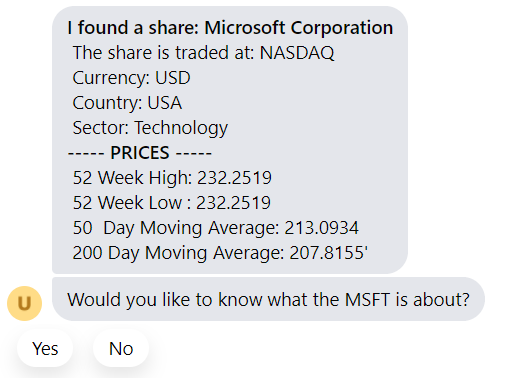 I found a share: Microsoft Corporation
The share is traded at: NASDAQ
Currency: USD
Country: USA
Sector: Technology
----- PRICES -----
52 Week High: 232.2519
52 Week Low : 232.2519
50  Day Moving Average: 213.0934
200 Day Moving Average: 207.8155'
U
Would you like to know what the MSFT is about?
Yes
No